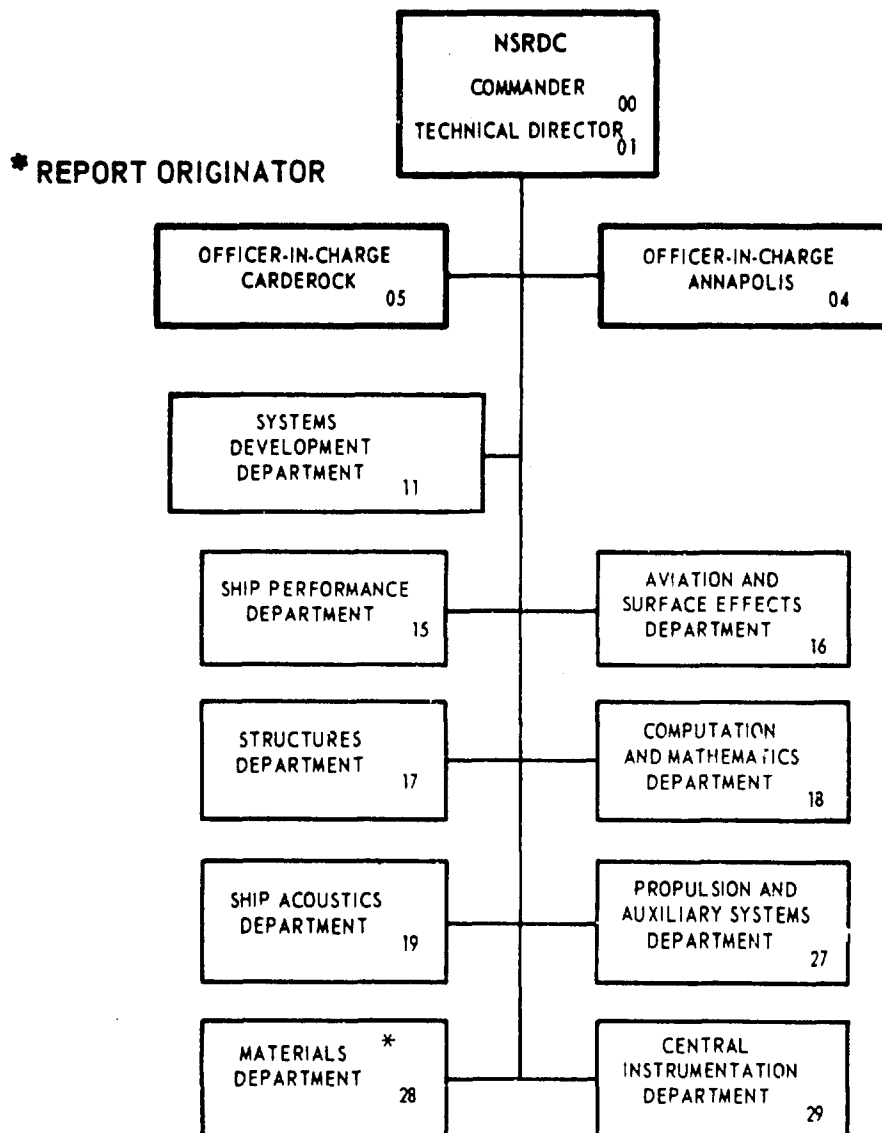 NSRDC
COMMANDER
00
TECHNICAL DIRECTOR
01
* REPORT ORIGINATOR
OFFICER-IN-CHARGE
CARDEROCK
05
OFFICER-IN-CHARGE
ANNAPOLIS
04
SYSTEMS
DEVELOPMENT
DEPARTMENT
11
SHIP PERFORMANCE
DEPARTMENT
15
AVIATION AND
SURFACE EFFECTS
DEPARTMENT
16
STRUCTURES
DEPARTMENT
17
COMPUTATION
AND MATHEMATICS
DEPARTMENT
18
SHIP ACOUSTICS
DEPARTMENT
19
PROPULSION AND
AUXILIARY SYSTEMS
DEPARTMENT
27
MATERIALS *
DEPARTMENT
28
CENTRAL
INSTRUMENTATION
DEPARTMENT
29